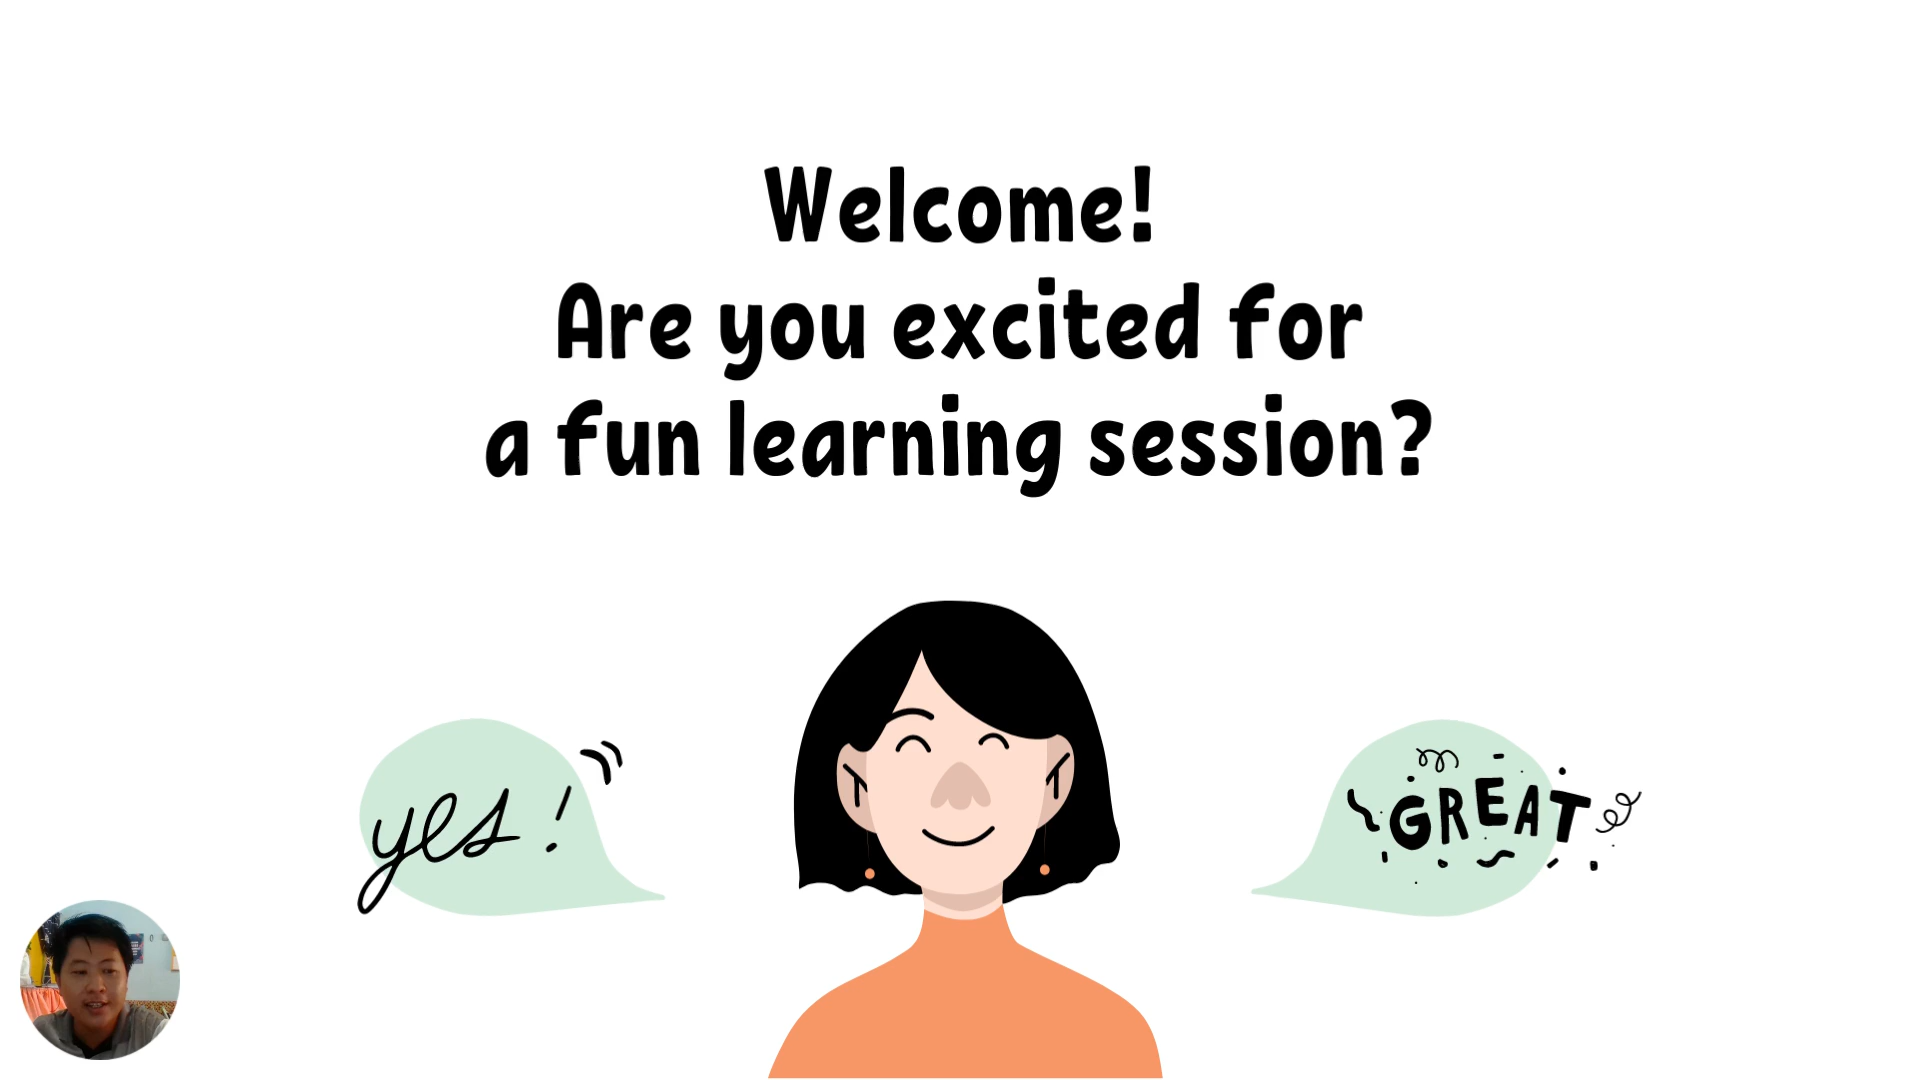 Welcome!
Are you excited for
a fun learning session?
yes!
GREAT